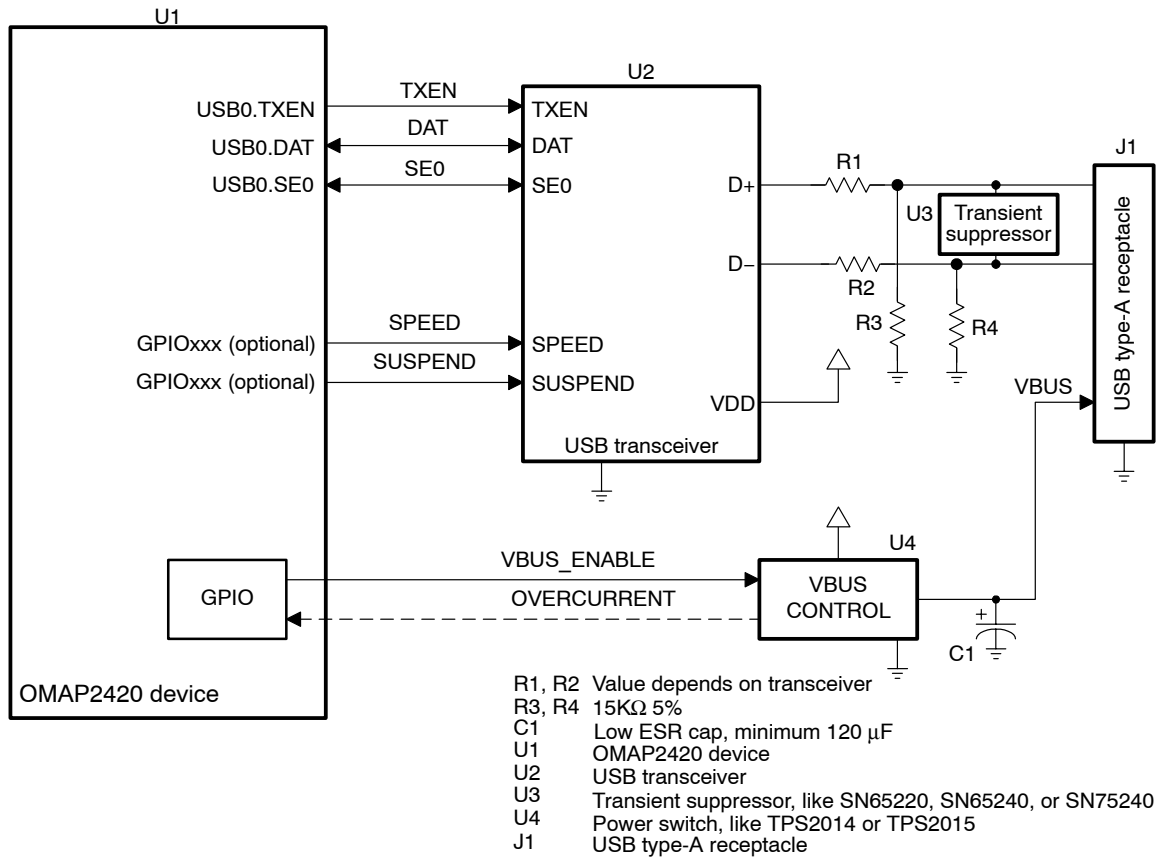 U1
U2
J1
USB0.TXEN
TXEN
TXEN
USB0.DAT
DAT
DAT
USB0.SE0
SE0
SE0
D+
R1
U3
Transient
suppressor
D−
R2
R3
R4
USB type-A receptacle
GPIOxxx (optional)
SPEED
SPEED
GPIOxxx (optional)
SUSPEND
SUSPEND
VDD
VBUS
USB transceiver
GPIO
VBUS_ENABLE
OVERCURRENT
U4
VBUS
CONTROL
+
C1
OMAP2420 device
R1, R2 Value depends on transceiver
R3, R4 15KΩ 5%
C1 Low ESR cap, minimum 120 μF
U1 OMAP2420 device
U2 USB transceiver
U3 Transient suppressor, like SN65220, SN65240, or SN75240
U4 Power switch, like TPS2014 or TPS2015
J1 USB type-A receptacle